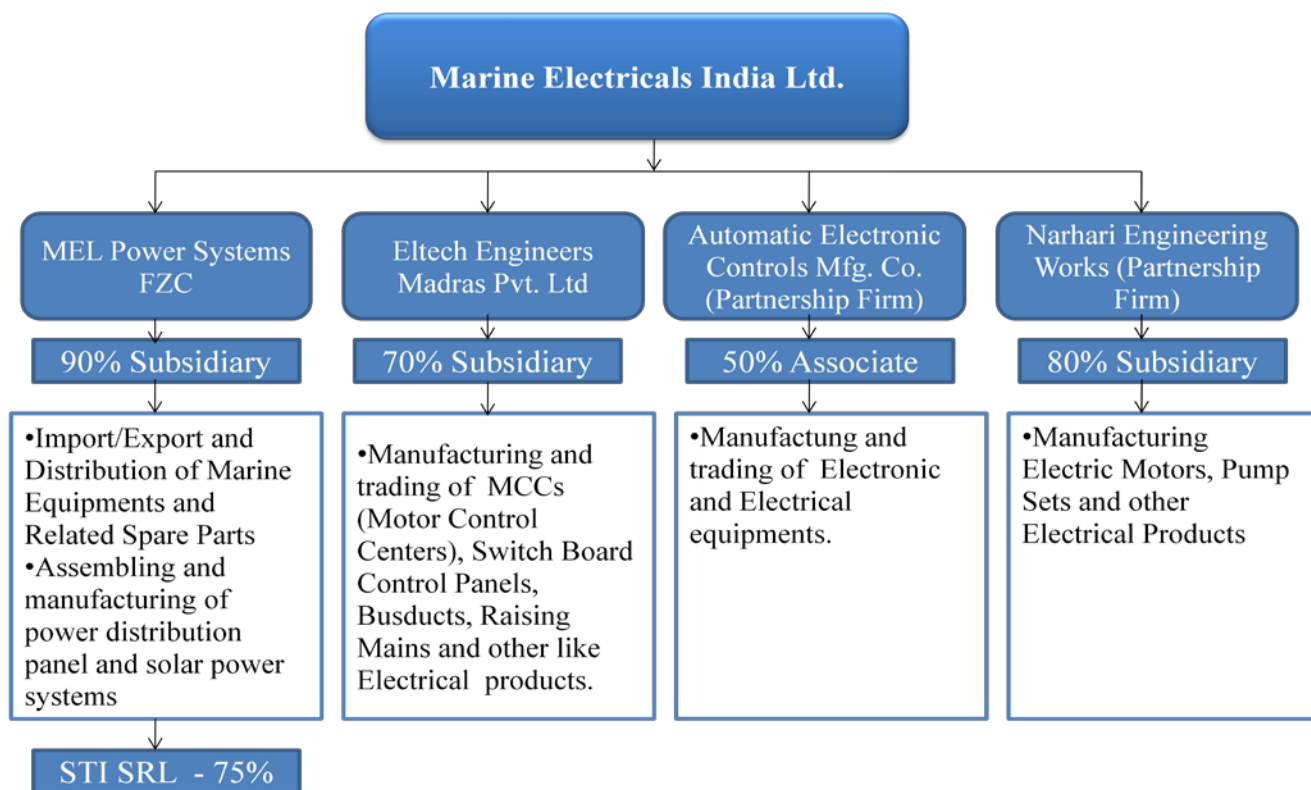 Marine Electricals India Ltd.
MEL Power Systems
FZC
Eltech Engineers
Madras Pvt. Ltd
Automatic Electronic
Controls Mfg. Co.
(Partnership Firm)
Narhari Engineering
Works (Partnership
Firm)
90% Subsidiary
70% Subsidiary
50% Associate
80% Subsidiary
•Import/Export and
Distribution of Marine
Equipments and
Related Spare Parts
•Assembling and
manufacturing of
power distribution
panel and solar power
systems
•Manufacturing and
trading of MCCs
(Motor Control
Centers), Switch Board
Control Panels,
Busducts, Raising
Mains and other like
Electrical products.
•Manufactung and
trading of Electronic
and Electrical
equipments.
•Manufacturing
Electric Motors, Pump
Sets and other
Electrical Products
STI SRL - 75%